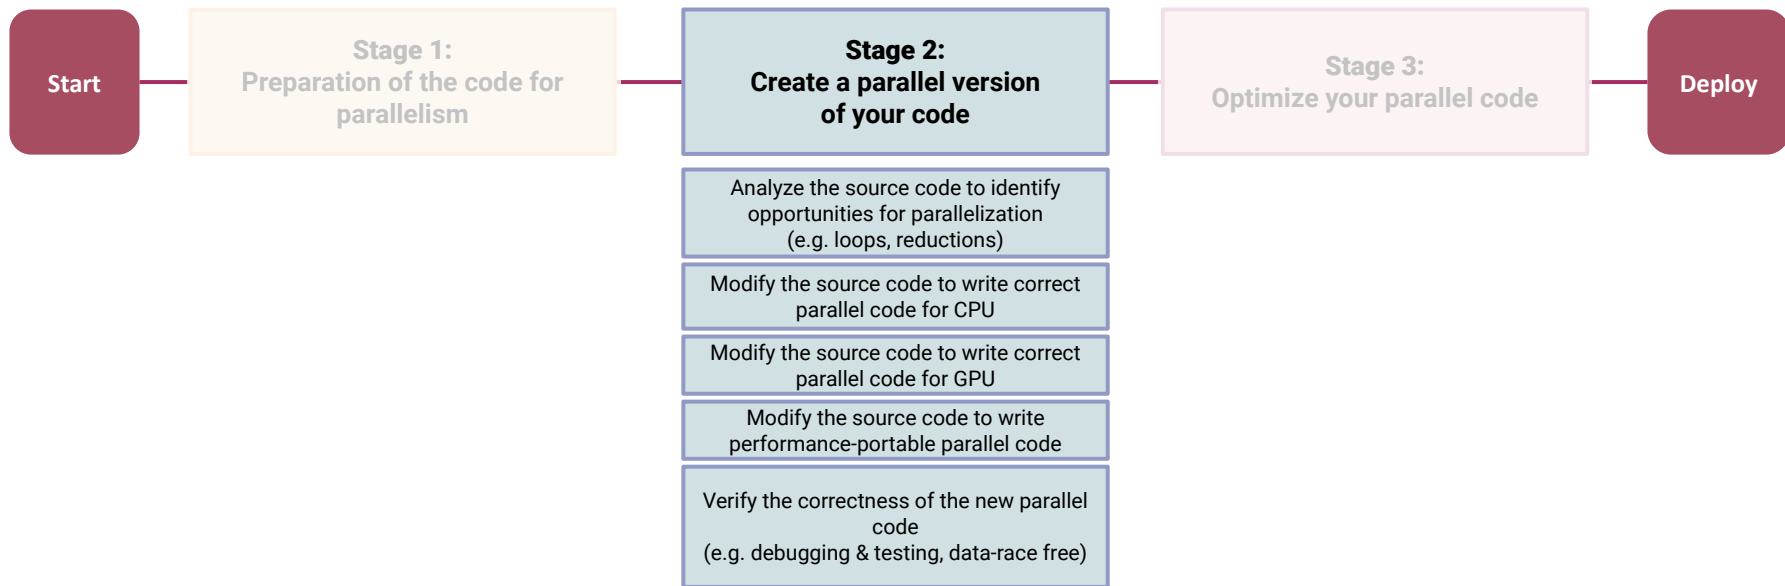 Start
Stage 1:
Preparation of the code for
parallelism
Stage 2:
Create a parallel version
of your code
Stage 3:
Optimize your parallel code
Deploy
Analyze the source code to identify
opportunities for parallelization
(e.g. loops, reductions)
Modify the source code to write correct
parallel code for CPU
Modify the source code to write correct
parallel code for GPU
Modify the source code to write
performance-portable parallel code
Verify the correctness of the new parallel
code
(e.g. debugging & testing, data-race free)